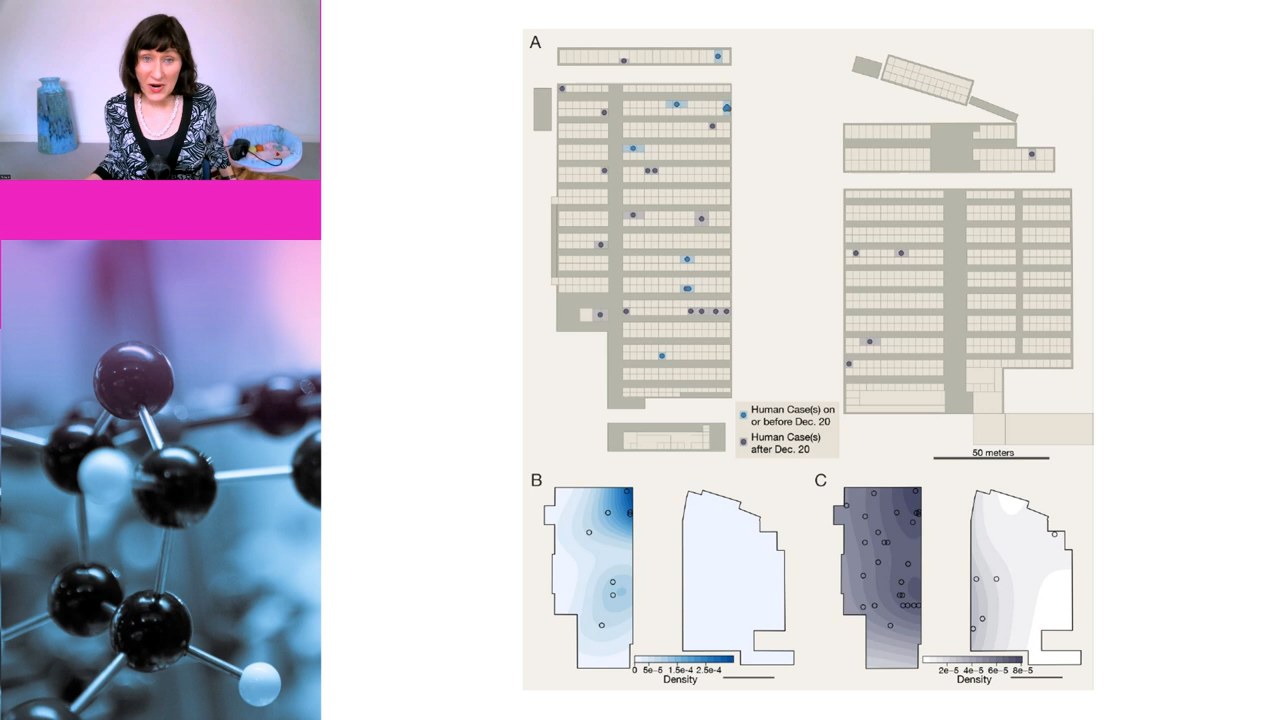 A
Human Case(s) on
or before Dec. 20
Human Case(s)
after Dec. 20
50 meters
B
C
0 5e-5 1.5e-4 2.5e-4
Density
2e-5 4e-5 6e-5 8e-5
Density